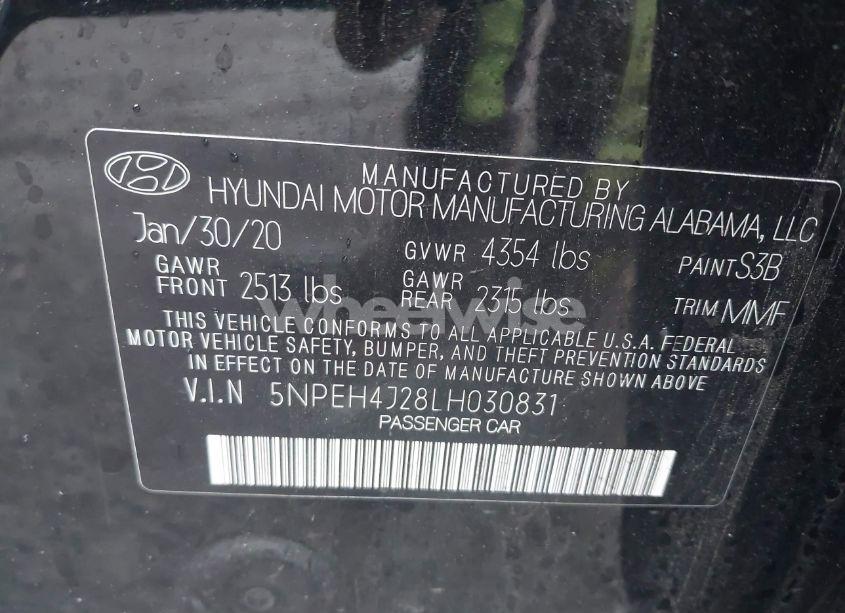 MANUFACTURED BY
HYUNDAI MOTOR MANUFACTURING ALABAMA, LLC
Jan/30/20 GVWR 4354 lbs PAINT S3B
GAWR FRONT 2513 lbs GAWR REAR 2315 lbs TRIM MMF
wheelwise
THIS VEHICLE CONFORMS TO ALL APPLICABLE U.S.A. FEDERAL
MOTOR VEHICLE SAFETY, BUMPER, AND THEFT PREVENTION STANDARDS
IN EFFECT ON THE DATE OF MANUFACTURE SHOWN ABOVE.
V.I.N 5NPEH4J28LH030831
PASSENGER CAR